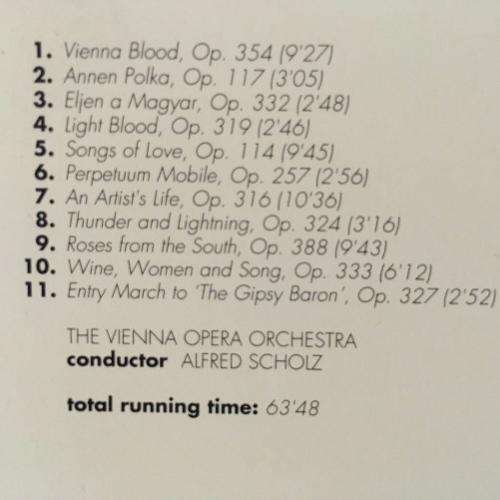 1. Vienna Blood, Op. 354 (9'27)
2. Annen Polka, Op. 117 (3'05)
3. Eljen a Magyar, Op. 332 (2'48)
4. Light Blood, Op. 319 (2'46)
5. Songs of Love, Op. 114 (9'45)
6. Perpetuum Mobile, Op. 257 (2'56)
7. An Artist's Life, Op. 316 (10'36)
8. Thunder and Lightning, Op. 324 (3'16)
9. Roses from the South, Op. 388 (9'43)
10. Wine, Women and Song, Op. 333 (6'12)
11. Entry March to 'The Gipsy Baron', Op. 327 (2'52)
THE VIENNA OPERA ORCHESTRA
conductor ALFRED SCHOLZ
total running time: 63'48